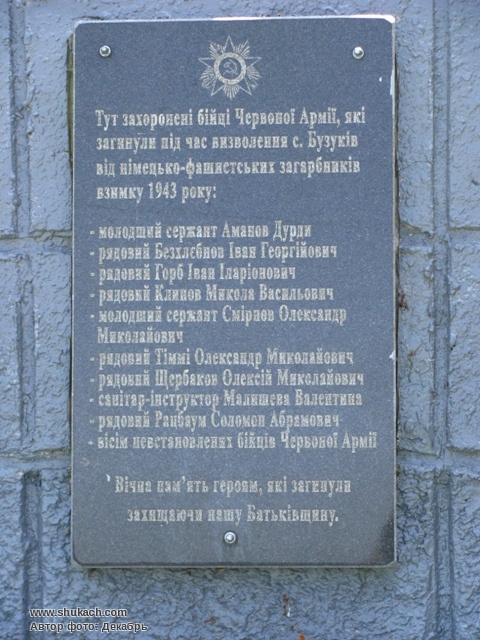 Тут захоронені бійці Червоної Армії, які
загинули під час визволення с. Бузуків
від німецько-фашистських загарбників
взимку 1943 року:
- молодший сержант Аманов Дурди
- рядовий Безхлєбнов Іван Георгійович
- рядовий Горб Іван Іларіонович
- рядовий Климов Микола Васильович
- молодший сержант Смірнов Олександр
Миколайович
- рядовий Тіммі Олександр Миколайович
- рядовий Щербаков Олексій Миколайович
- санітар-інструктор Малишева Валентина
- рядовий Рацбаум Соломон Абрамович
- вісім невстановлених бійців Червоної Армії
Вічна пам'ять героям, які загинули
захищаючи нашу Батьківщину.
www.shukach.com
Автор фото: Декабрь